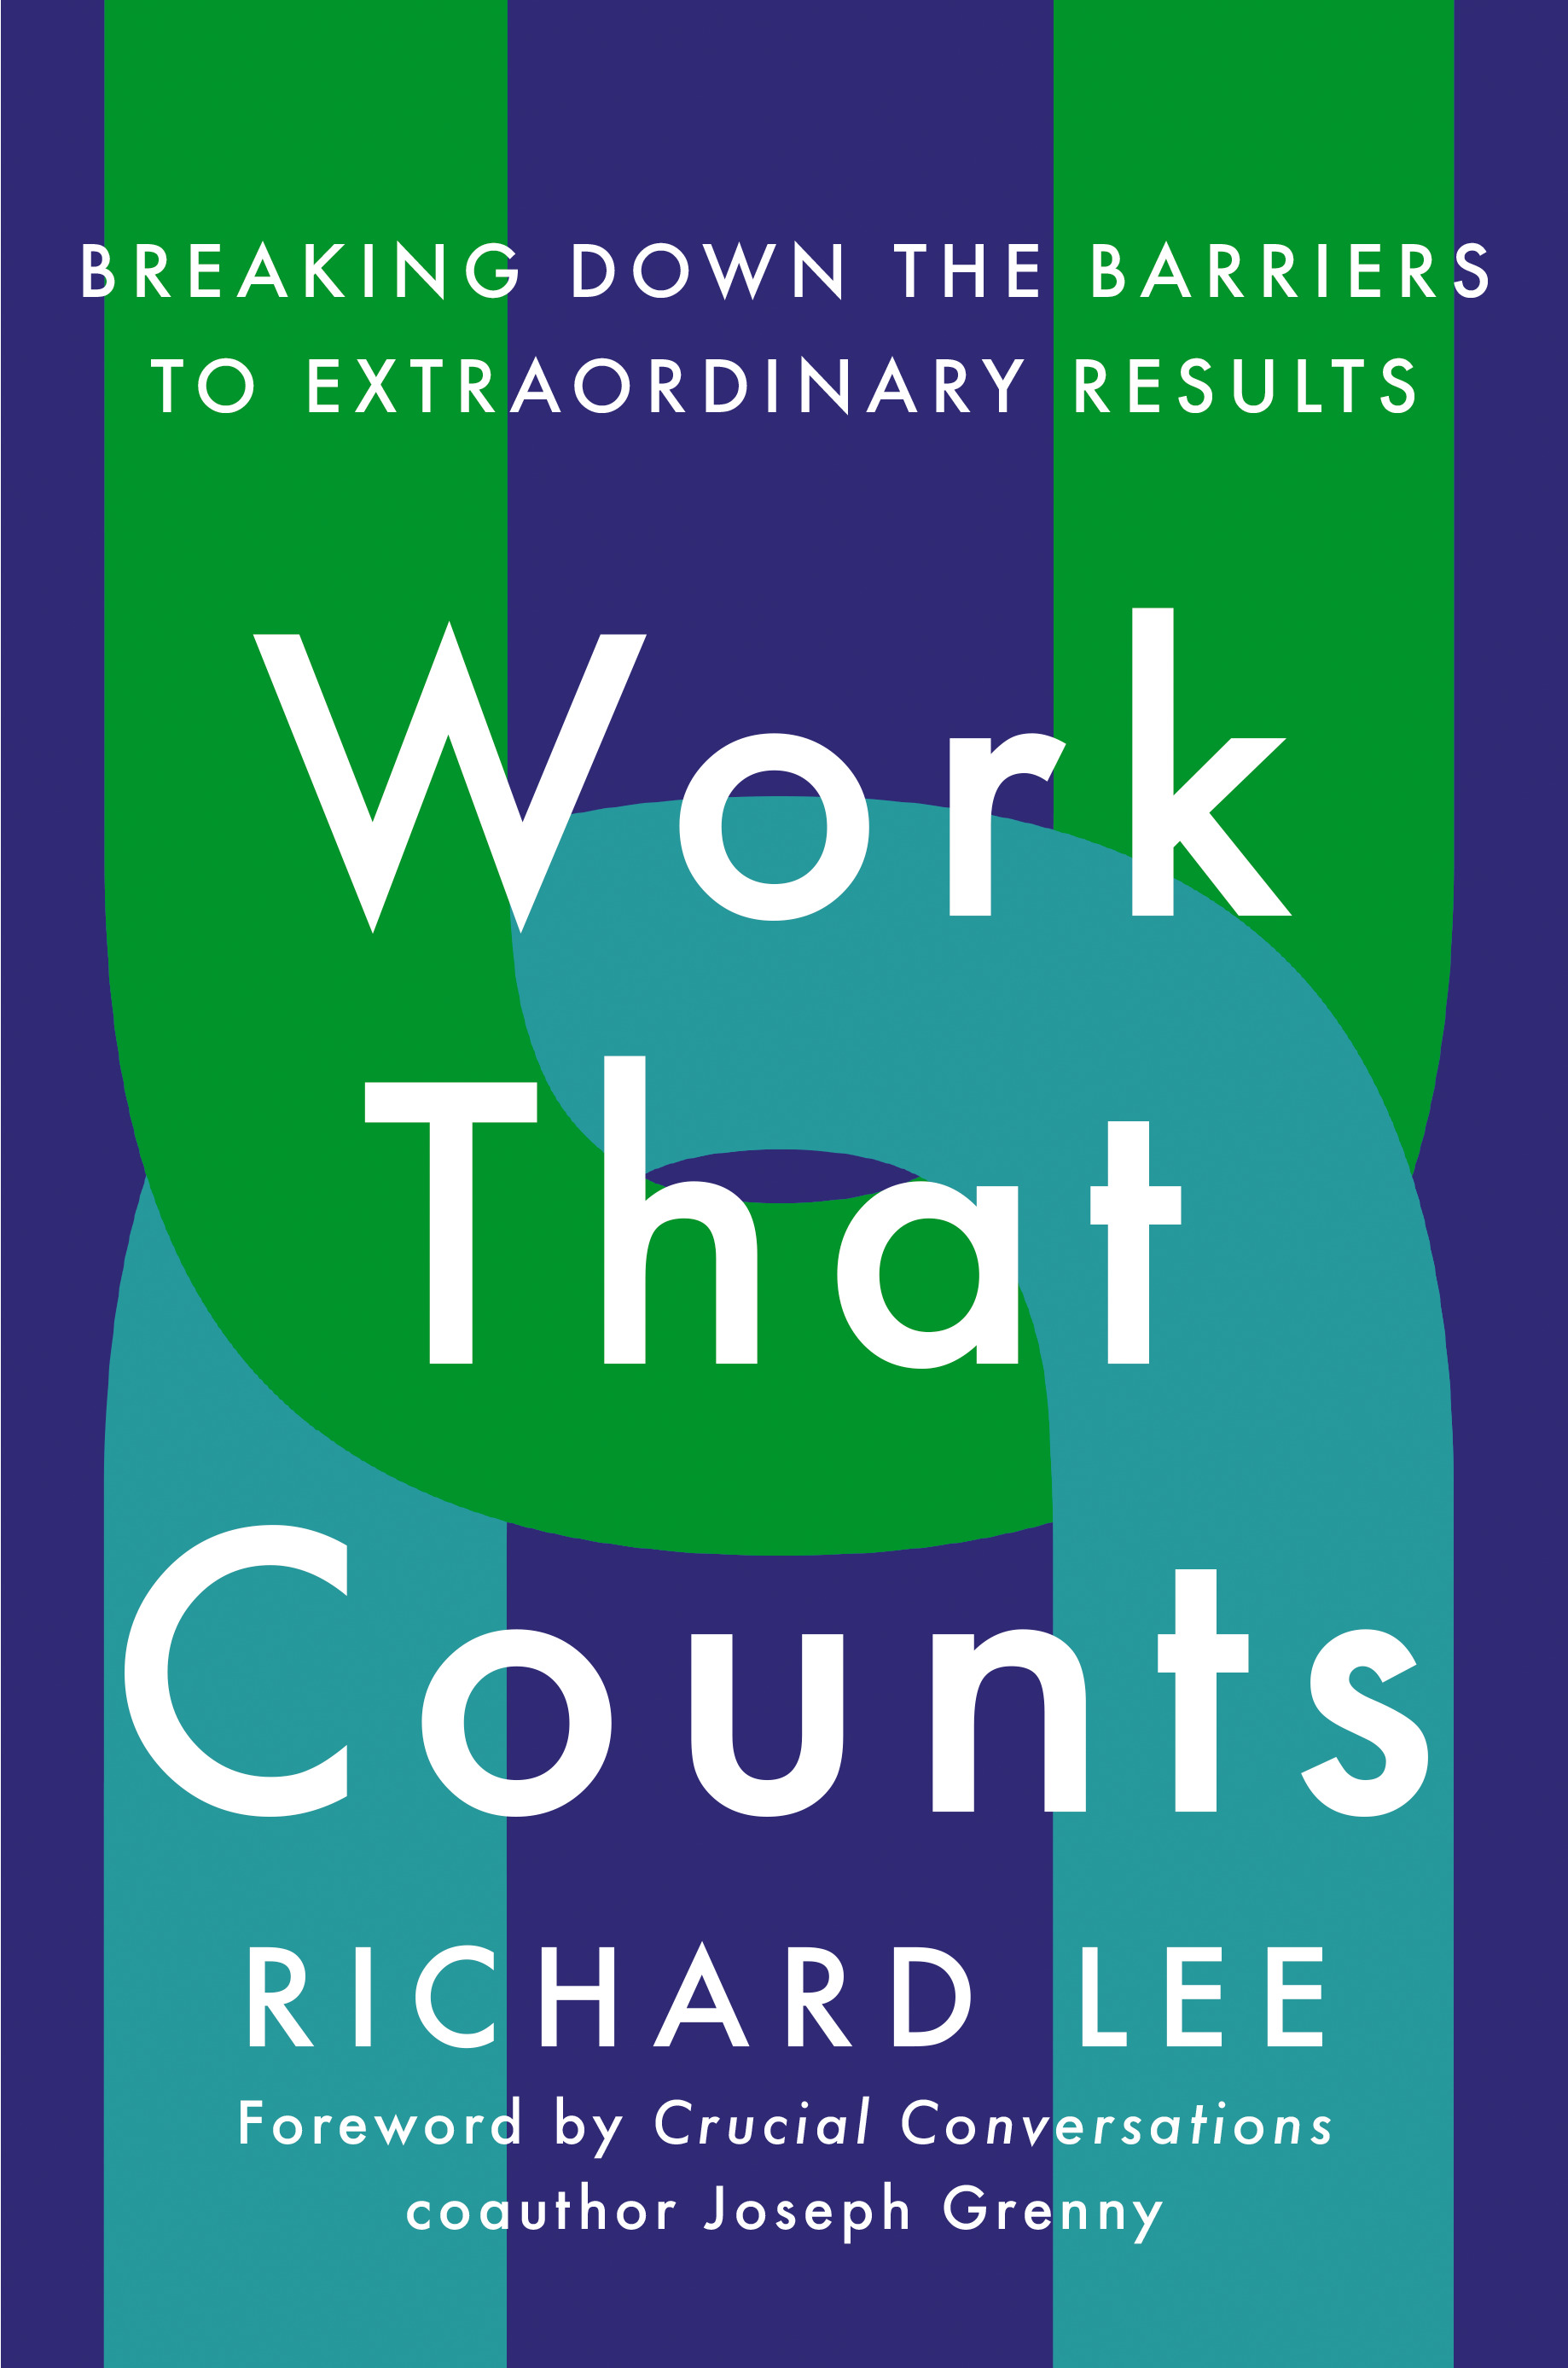 BREAKING DOWN THE BARRIERS
TO EXTRAORDINARY RESULTS
Work
That
Counts
RICHARD LEE
Foreword by Crucial Conversations
coauthor Joseph Grenny